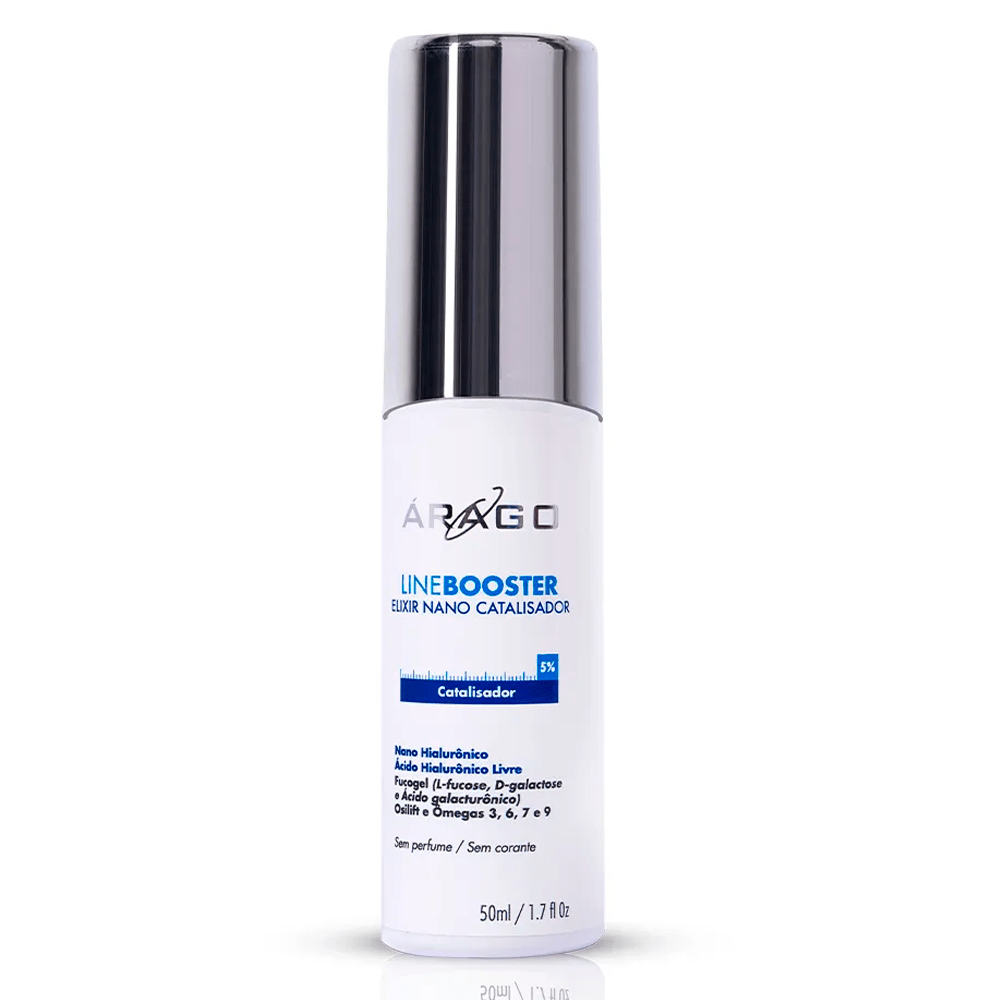 ÁRAGO
LINEBOOSTER
ELIXIR NANO CATALISADOR
5%
Catalisador
Nano Hialurônico
Ácido Hialurônico Livre
Fucogel (L-fucose, D-galactose
e Ácido galacturônico)
Osilift e Ômegas 3, 6, 7 e 9
Sem perfume / Sem corante
50ml / 1.7 fl Oz